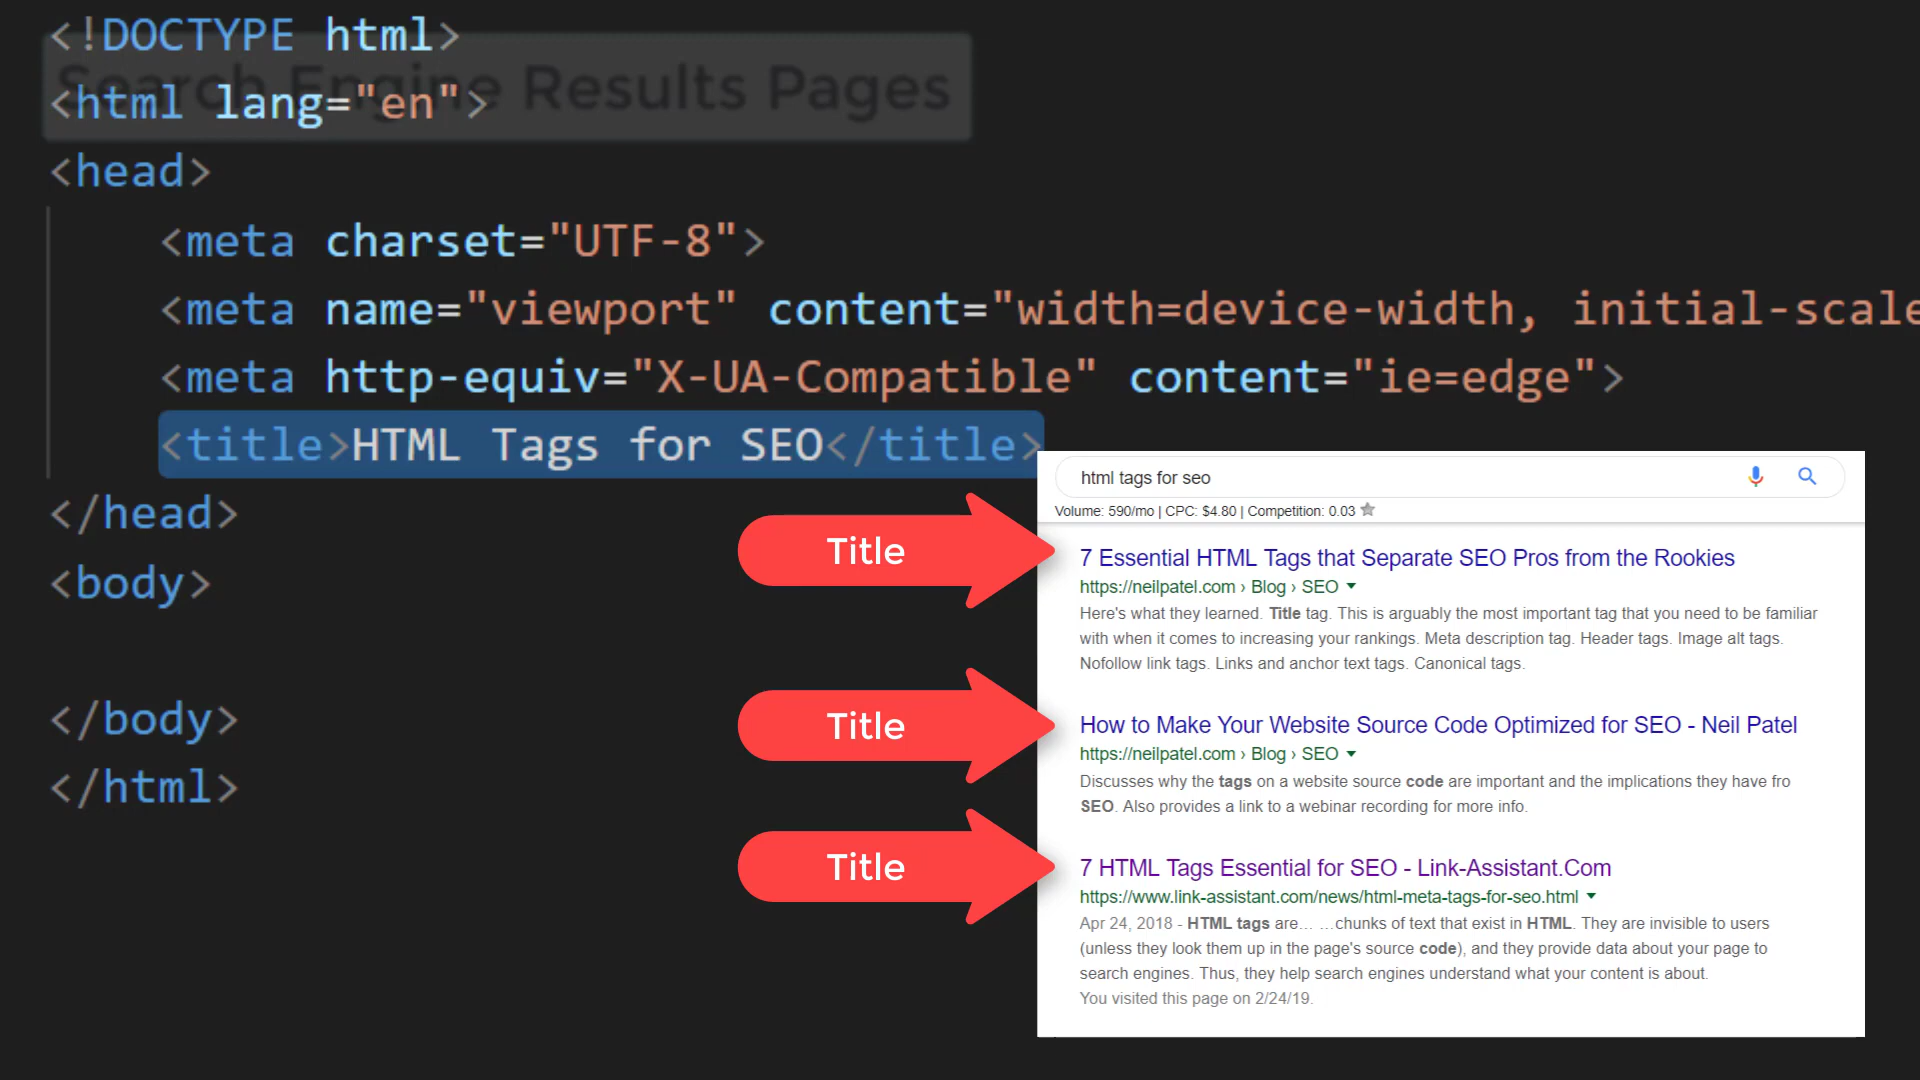 <!DOCTYPE html>
Search Engine Results Pages
<html lang="en">
<head>
<meta charset="UTF-8">
<meta name="viewport" content="width=device-width, initial-scale
<meta http-equiv="X-UA-Compatible" content="ie=edge">
<title>HTML Tags for SEO</title>
</head>
<body>
</body>
</html>
html tags for seo
Volume: 590/mo | CPC: $4.80 | Competition: 0.03
Title
7 Essential HTML Tags that Separate SEO Pros from the Rookies
https://neilpatel.com › Blog › SEO
Here's what they learned. Title tag. This is arguably the most important tag that you need to be familiar
with when it comes to increasing your rankings. Meta description tag. Header tags. Image alt tags.
Nofollow link tags. Links and anchor text tags. Canonical tags.
Title
How to Make Your Website Source Code Optimized for SEO - Neil Patel
https://neilpatel.com › Blog › SEO
Discusses why the tags on a website source code are important and the implications they have fro
SEO. Also provides a link to a webinar recording for more info.
Title
7 HTML Tags Essential for SEO - Link-Assistant.Com
https://www.link-assistant.com/news/html-meta-tags-for-seo.html
Apr 24, 2018 - HTML tags are... ...chunks of text that exist in HTML. They are invisible to users
(unless they look them up in the page's source code), and they provide data about your page to
search engines. Thus, they help search engines understand what your content is about.
You visited this page on 2/24/19.